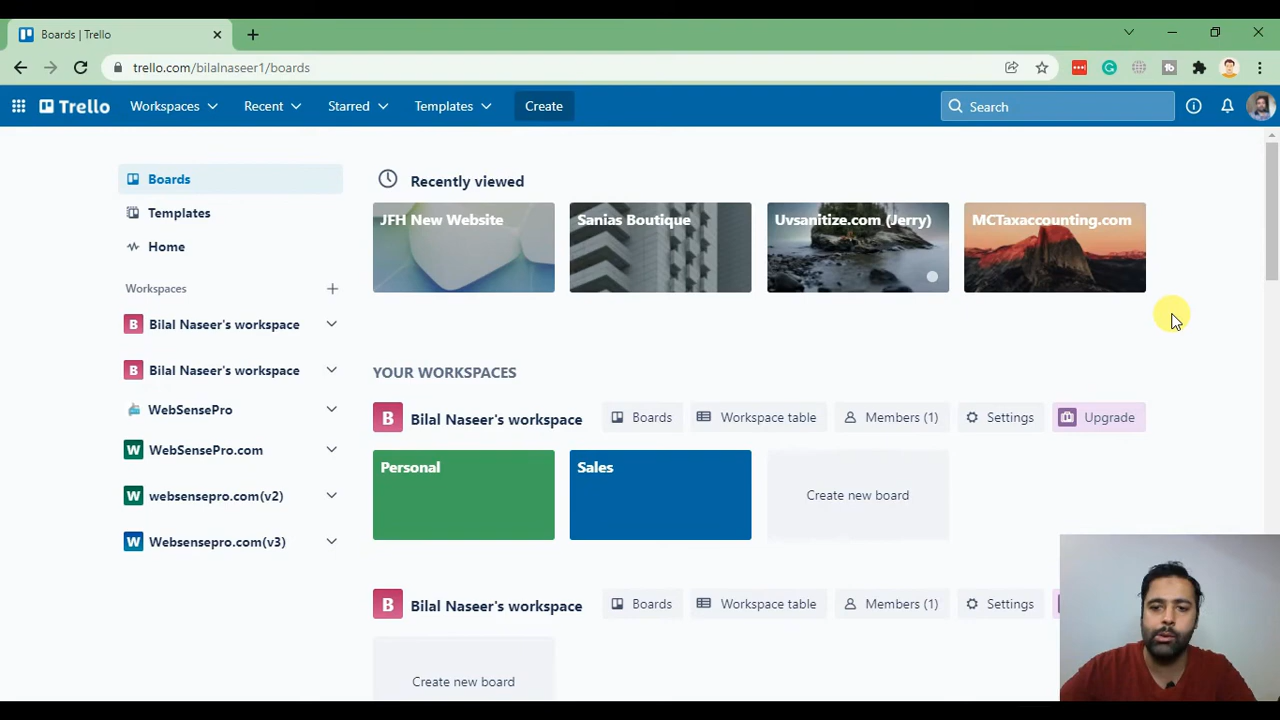 Boards | Trello
trello.com/bilalnaseer1/boards
Trello Workspaces Recent Starred Templates Create Search
Boards
Templates
Home
Workspaces
B Bilal Naseer's workspace
B Bilal Naseer's workspace
WebSensePro
W WebSensePro.com
W websensepro.com(v2)
W Websensepro.com(v3)
Recently viewed
JFH New Website
Sanias Boutique
Uvsanitize.com (Jerry)
MCTaxaccounting.com
YOUR WORKSPACES
B Bilal Naseer's workspace Boards Workspace table Members (1) Settings Upgrade
Personal
Sales
Create new board
B Bilal Naseer's workspace Boards Workspace table Members (1) Settings
Create new board